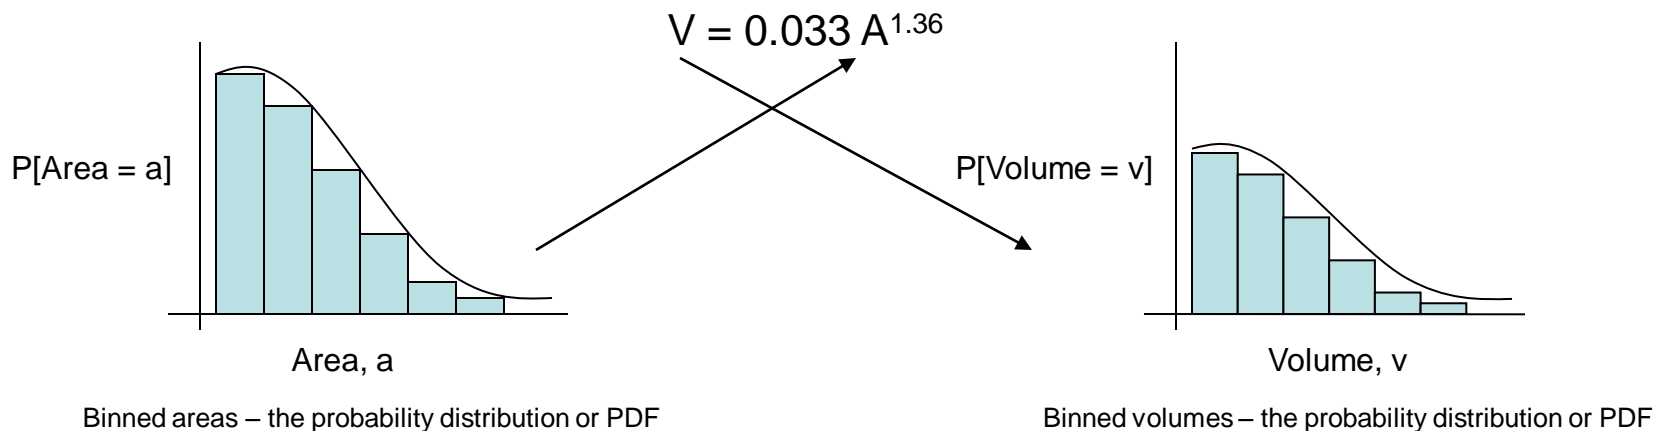 V = 0.033 A1.36
P[Area = a]
P[Volume = v]
Area, a
Volume, v
Binned areas – the probability distribution or PDF
Binned volumes – the probability distribution or PDF